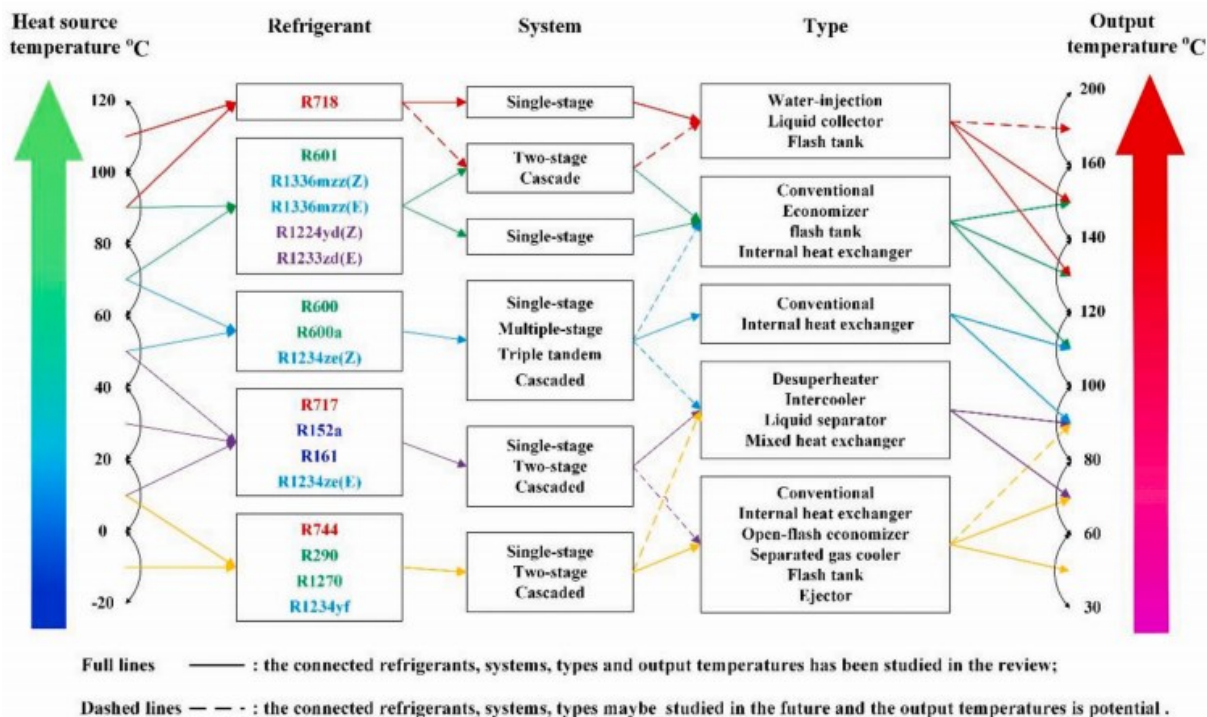 Heat source
temperature °C
Refrigerant
System
Type
Output
temperature °C
120
100
80
60
40
20
0
-20
R718
R601
R1336mzz(Z)
R1336mzz(E)
R1224yd(Z)
R1233zd(E)
R600
R600a
R1234ze(Z)
R717
R152a
R161
R1234ze(E)
R744
R290
R1270
R1234yf
Single-stage
Two-stage
Cascade
Single-stage
Single-stage
Multiple-stage
Triple tandem
Cascaded
Single-stage
Two-stage
Cascaded
Single-stage
Two-stage
Cascaded
Water-injection
Liquid collector
Flash tank
Conventional
Economizer
flash tank
Internal heat exchanger
Conventional
Internal heat exchanger
Desuperheater
Intercooler
Liquid separator
Mixed heat exchanger
Conventional
Internal heat exchanger
Open-flash economizer
Separated gas cooler
Flash tank
Ejector
200
160
140
120
100
80
60
30
Full lines : the connected refrigerants, systems, types and output temperatures has been studied in the review;
Dashed lines : the connected refrigerants, systems, types maybe studied in the future and the output temperatures is potential .